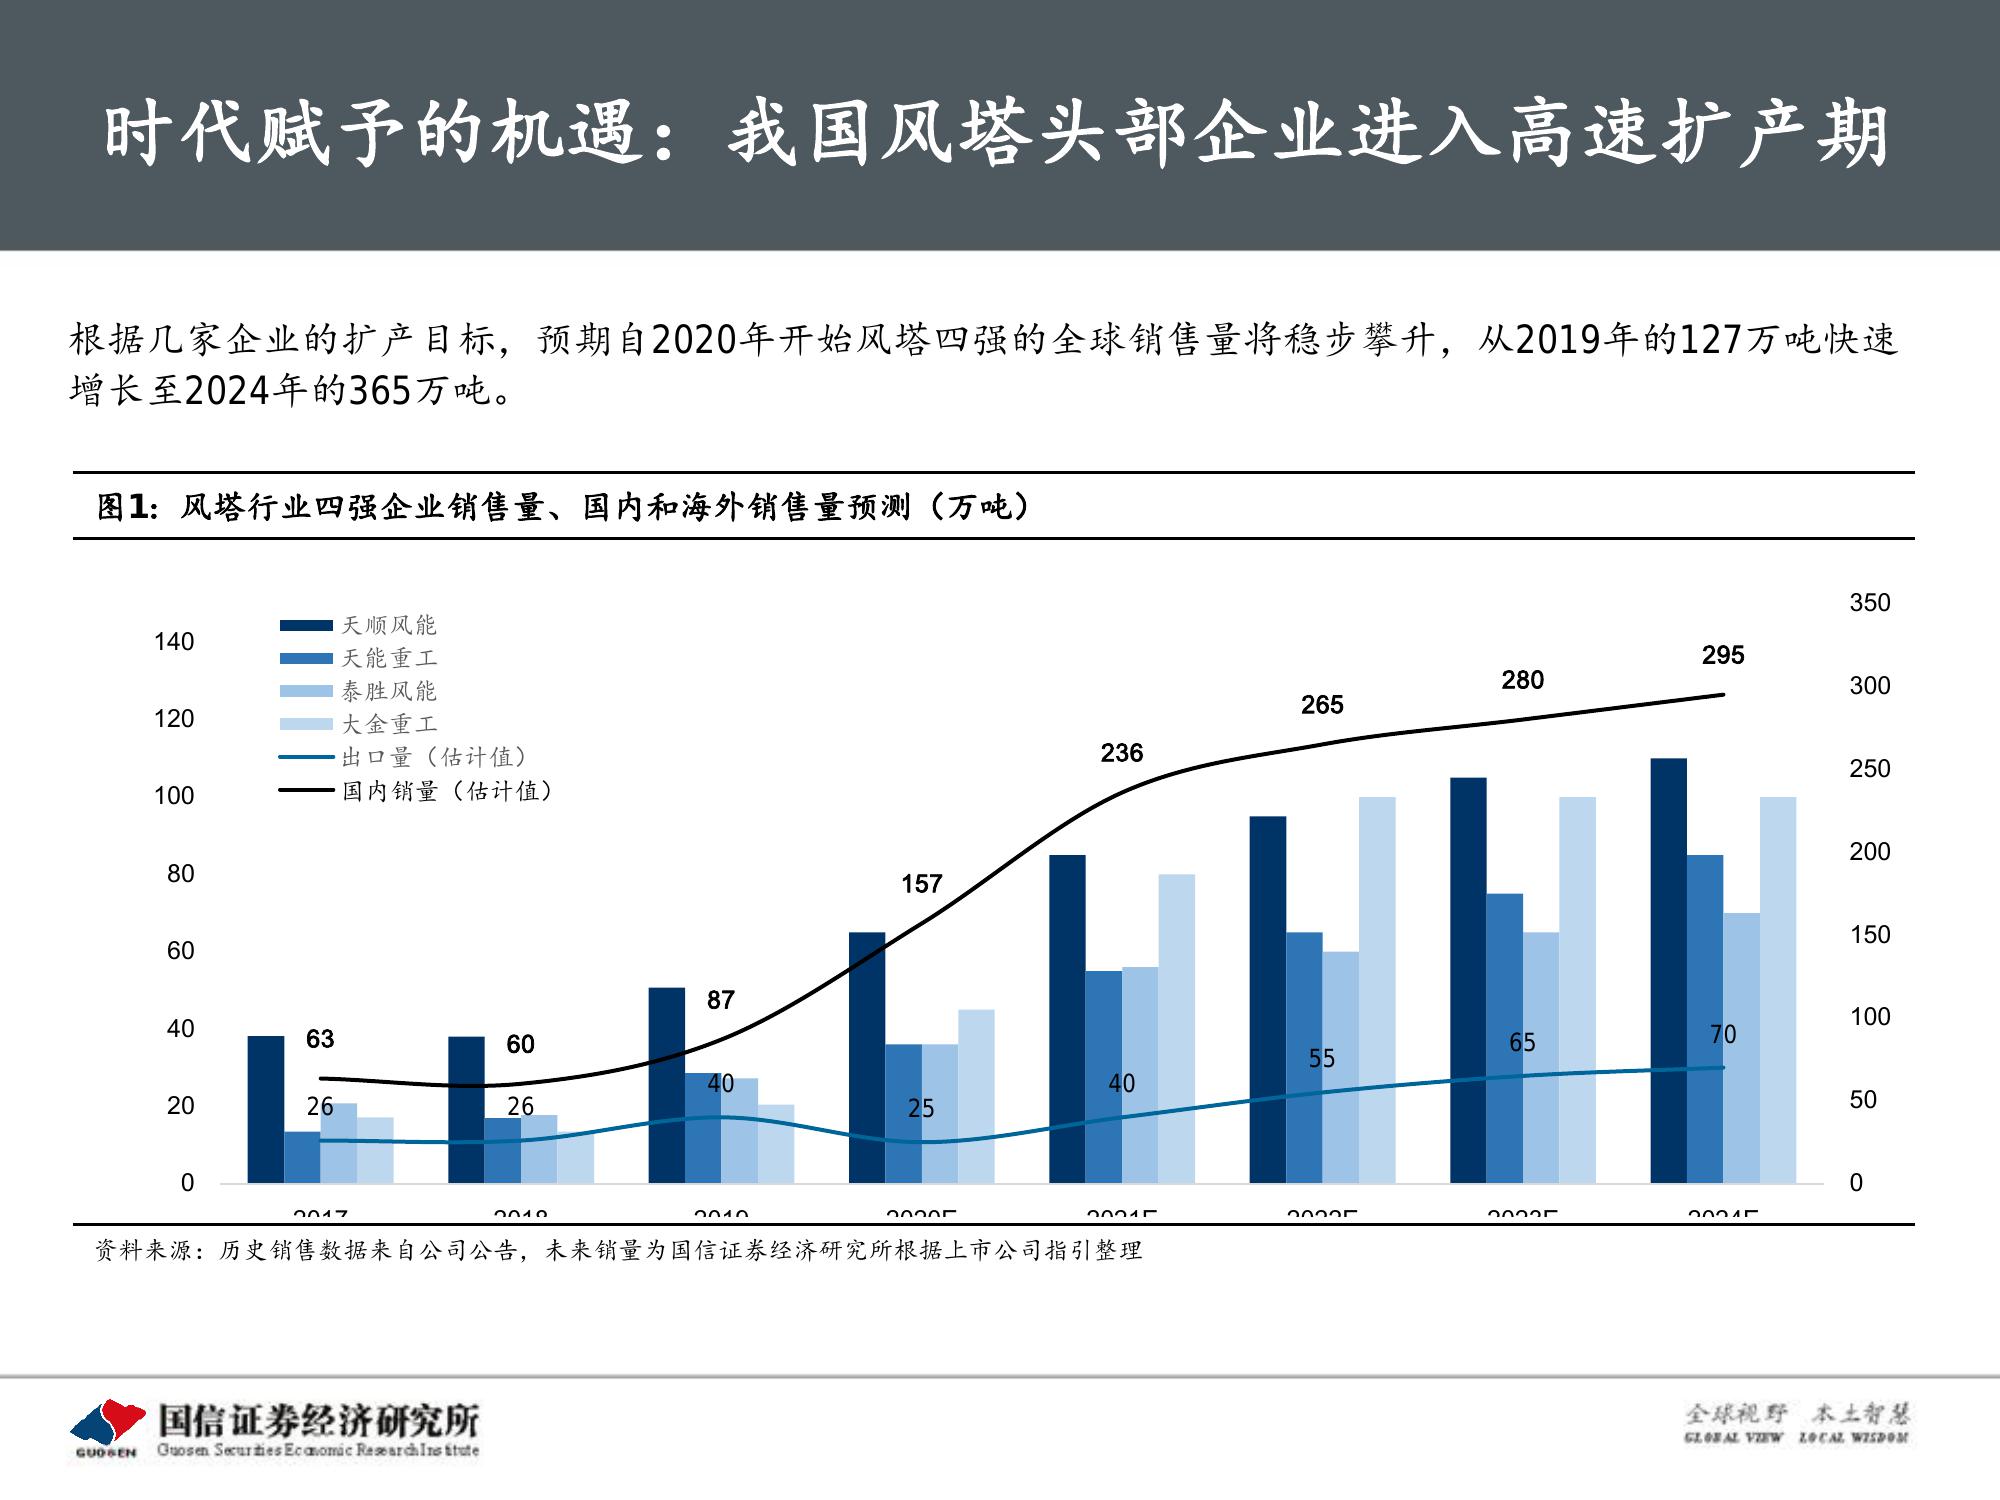 时代赋予的机遇：我国风塔头部企业进入高速扩产期
根据几家企业的扩产目标，预期自2020年开始风塔四强的全球销售量将稳步攀升，从2019年的127万吨快速
增长至2024年的365万吨。
图1：风塔行业四强企业销售量、国内和海外销售量预测（万吨）
天顺风能
天能重工
泰胜风能
大金重工
出口量（估计值）
国内销量（估计值）
140
120
100
80
60
40
20
0
350
300
250
200
150
100
50
0
63
60
87
157
236
265
280
295
26
26
40
25
40
55
65
70
2017 2018 2019 2020E 2021E 2022E 2023E 2024E
资料来源：历史销售数据来自公司公告，未来销量为国信证券经济研究所根据上市公司指引整理
GUOSEN
国信证券经济研究所
Guosen Securities Economic Research Institute
全球视野 本土智慧
GLOBAL VIEW LOCAL WISDOM